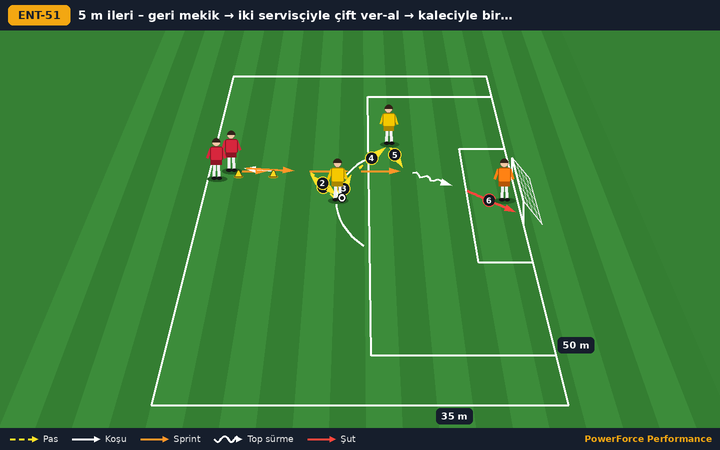 ENT-51
5 m ileri – geri mekik → iki servisçiyle çift ver-al → kaleciyle bir…
4
5
2
3
6
50 m
35 m
Pas
Koşu
Sprint
Top sürme
Şut
PowerForce Performance